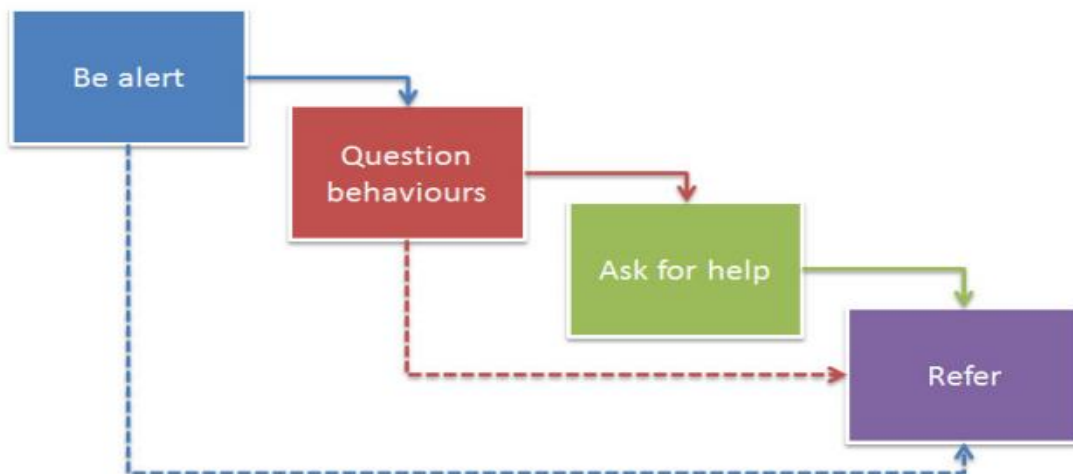 Be alert
Question
behaviours
Ask for help
Refer